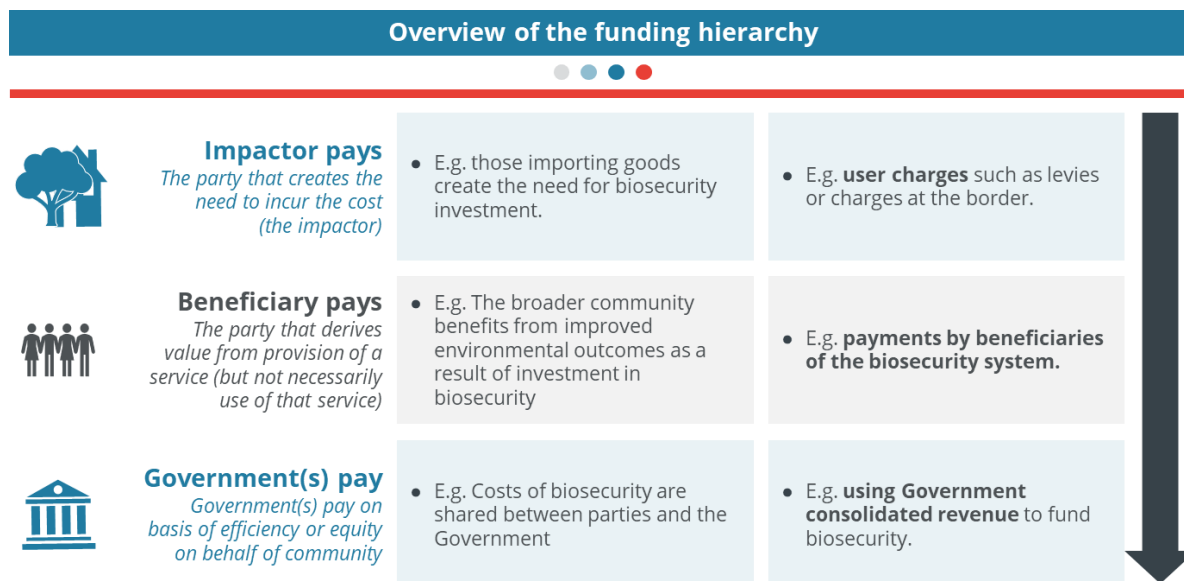 Overview of the funding hierarchy
Impactor pays
The party that creates the
need to incur the cost
(the impactor)
• E.g. those importing goods
create the need for biosecurity
investment.
• E.g. user charges such as levies
or charges at the border.
Beneficiary pays
The party that derives
value from provision of a
service (but not necessarily
use of that service)
• E.g. The broader community
benefits from improved
environmental outcomes as a
result of investment in
biosecurity
• E.g. payments by beneficiaries
of the biosecurity system.
Government(s) pay
Government(s) pay on
basis of efficiency or equity
on behalf of community
• E.g. Costs of biosecurity are
shared between parties and the
Government
• E.g. using Government
consolidated revenue to fund
biosecurity.